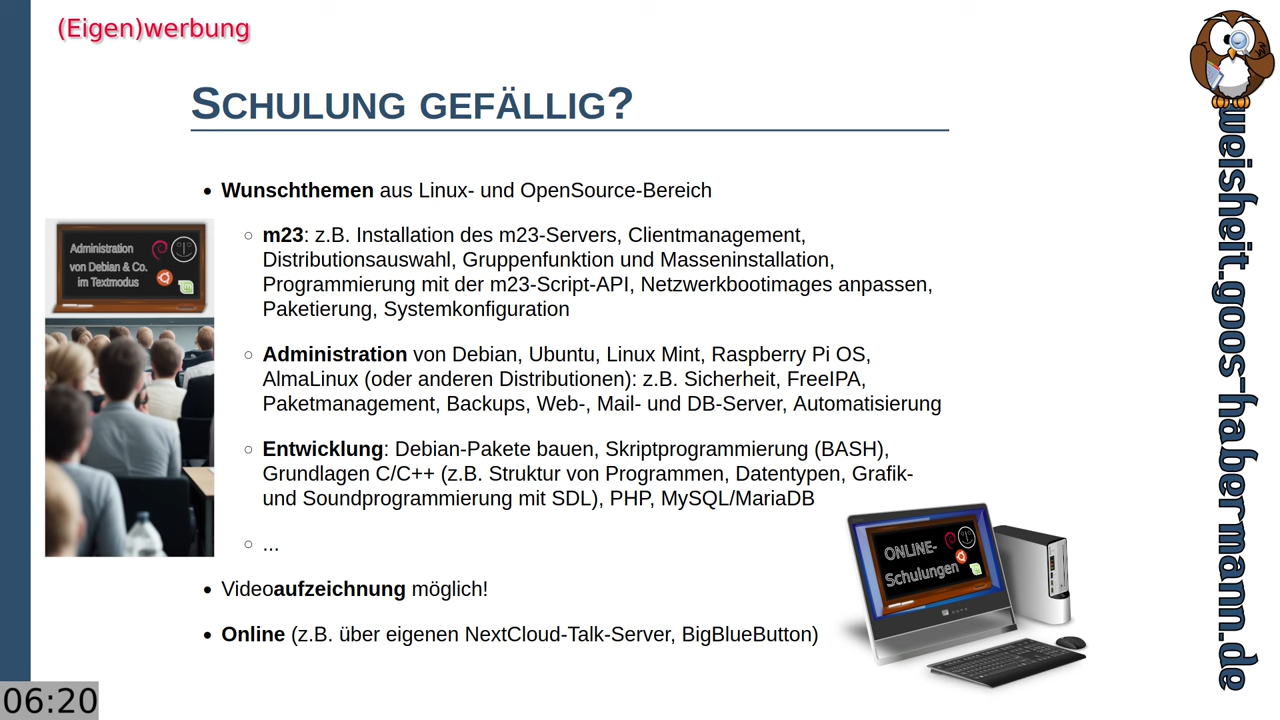 (Eigen)werbung
SCHULUNG GEFÄLLIG?
• Wunschthemen aus Linux- und OpenSource-Bereich
○ m23: z.B. Installation des m23-Servers, Clientmanagement,
Distributionsauswahl, Gruppenfunktion und Masseninstallation,
Programmierung mit der m23-Script-API, Netzwerkbootimages anpassen,
Paketierung, Systemkonfiguration
○ Administration von Debian, Ubuntu, Linux Mint, Raspberry Pi OS,
AlmaLinux (oder anderen Distributionen): z.B. Sicherheit, FreeIPA,
Paketmanagement, Backups, Web-, Mail- und DB-Server, Automatisierung
○ Entwicklung: Debian-Pakete bauen, Skriptprogrammierung (BASH),
Grundlagen C/C++ (z.B. Struktur von Programmen, Datentypen, Grafik-
und Soundprogrammierung mit SDL), PHP, MySQL/MariaDB
○ ...
• Videoaufzeichnung möglich!
• Online (z.B. über eigenen NextCloud-Talk-Server, BigBlueButton)
Administration
von Debian & Co.
im Textmodus
ONLINE-
Schulungen
weisheit.goos-habermann.de
06:20